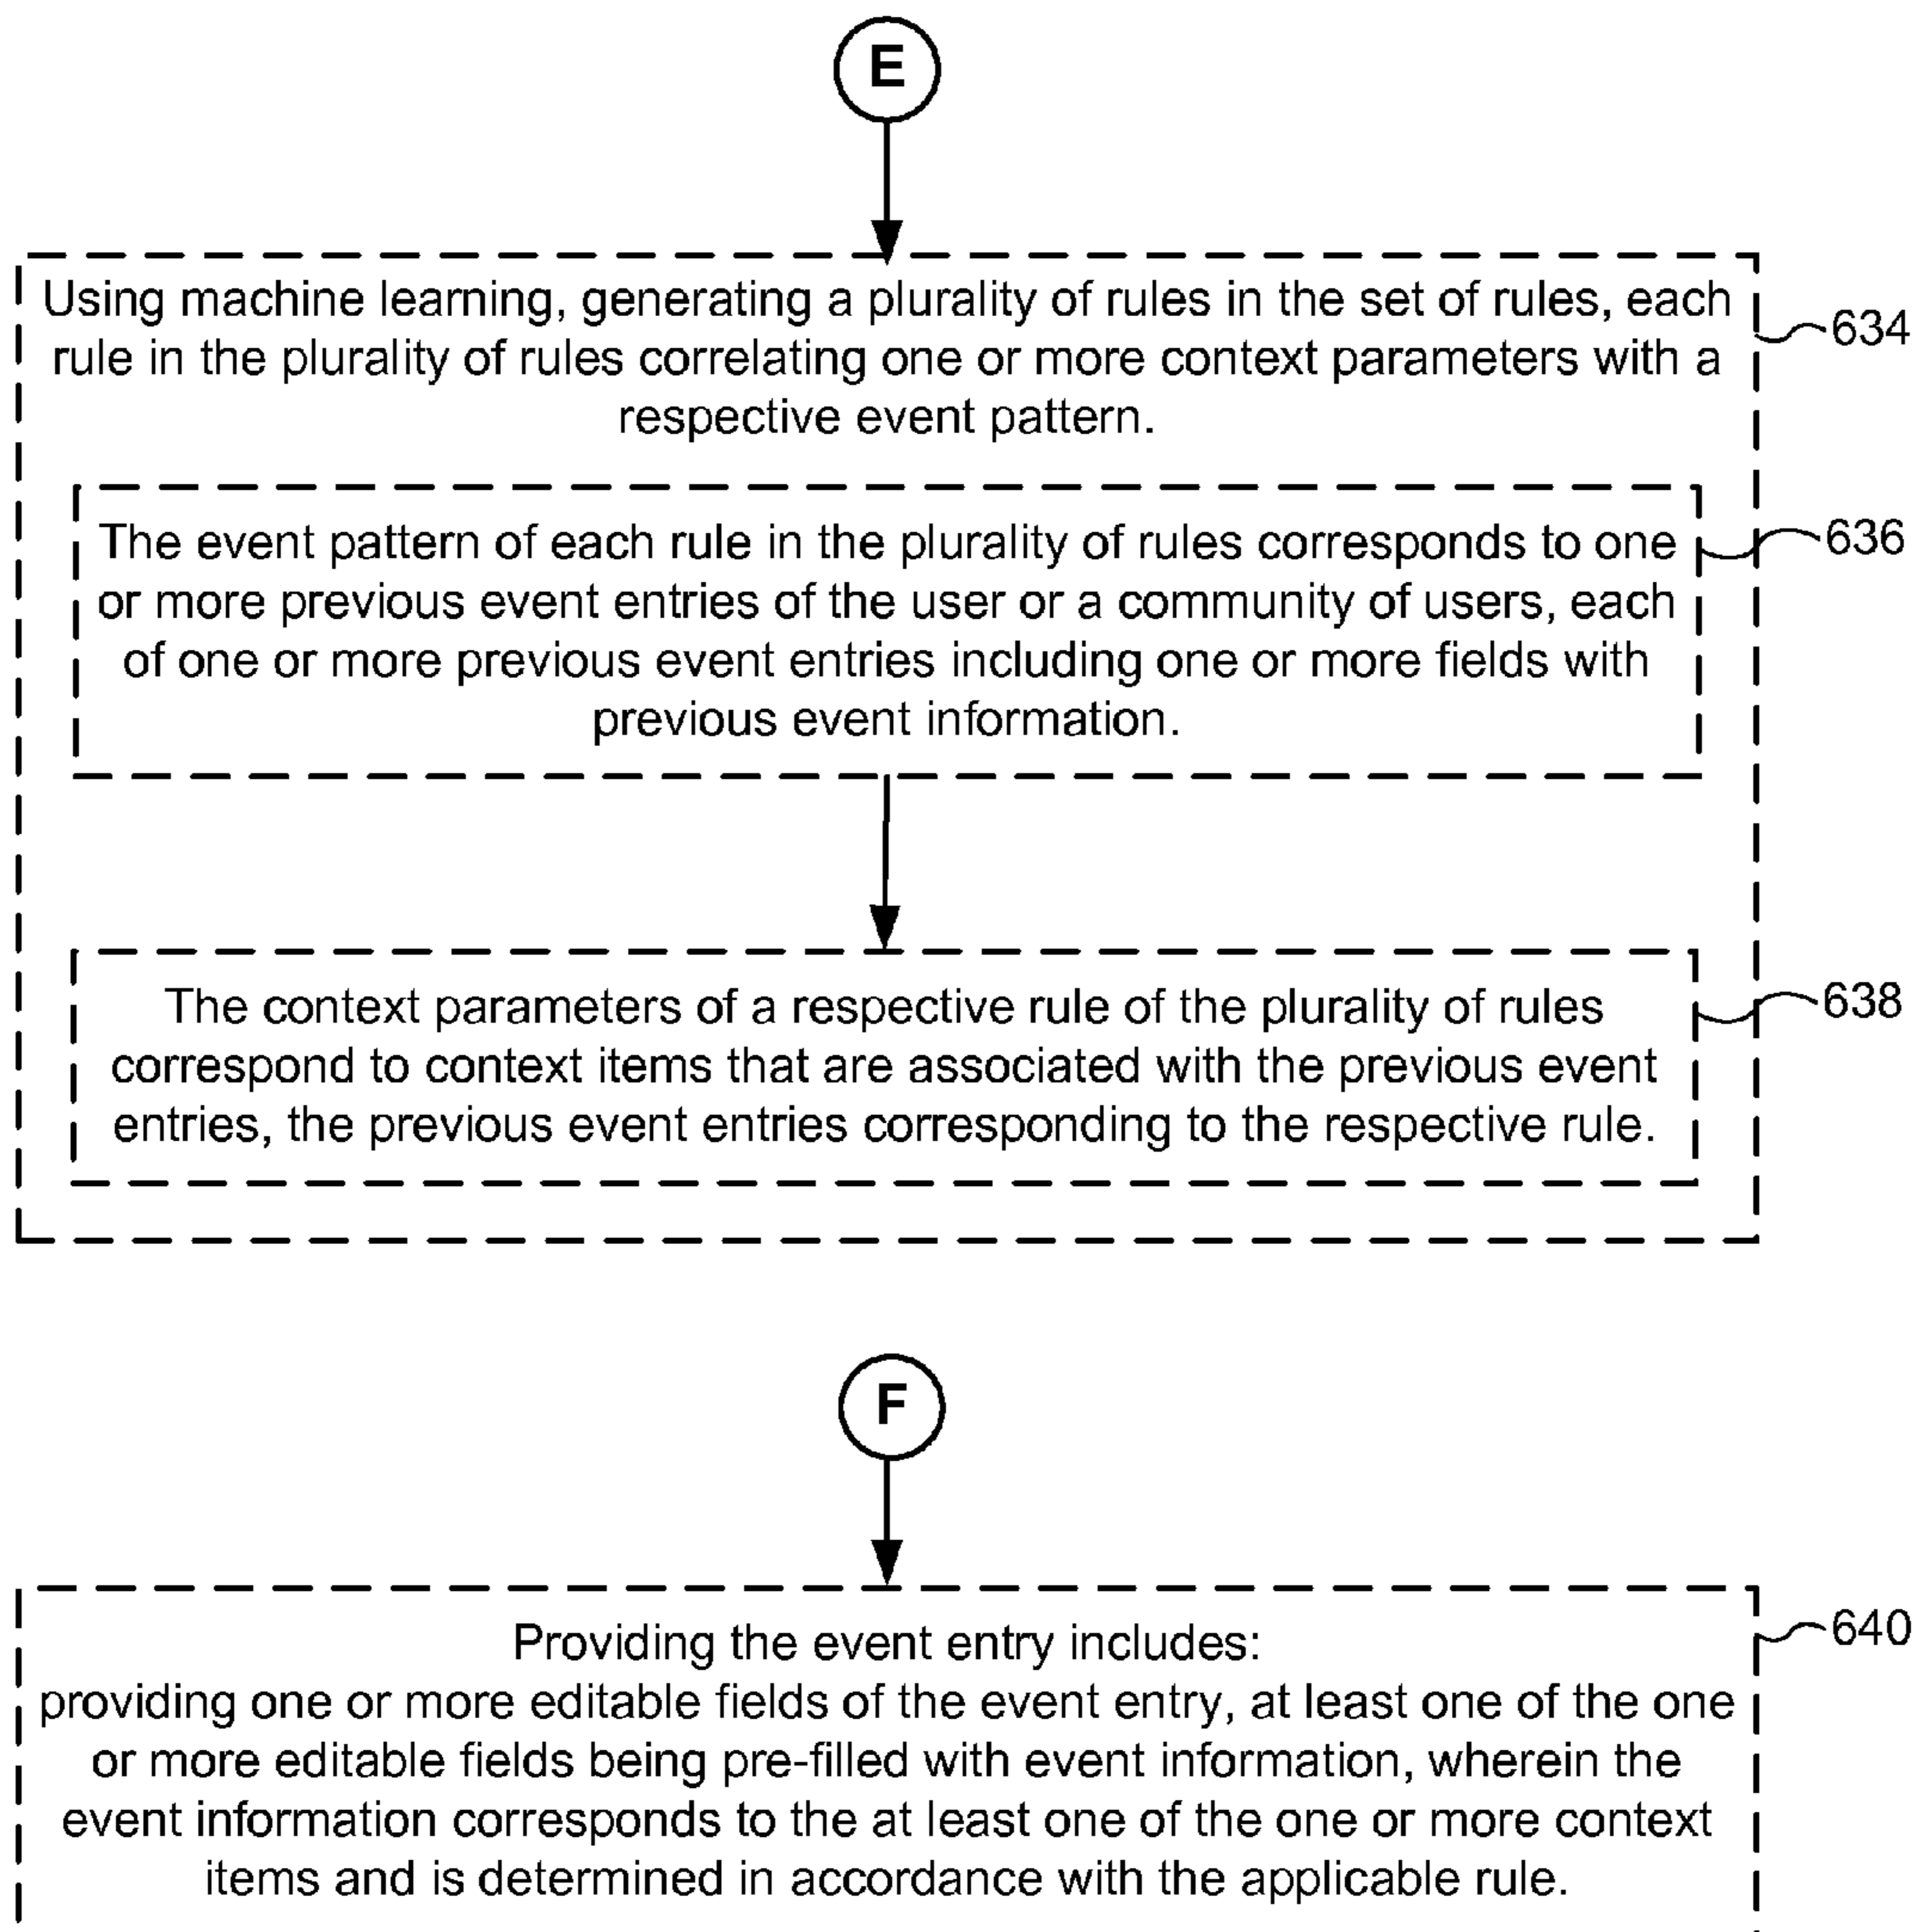 E
Using machine learning, generating a plurality of rules in the set of rules, each
rule in the plurality of rules correlating one or more context parameters with a
respective event pattern.
634
The event pattern of each rule in the plurality of rules corresponds to one
or more previous event entries of the user or a community of users, each
of one or more previous event entries including one or more fields with
previous event information.
636
The context parameters of a respective rule of the plurality of rules
correspond to context items that are associated with the previous event
entries, the previous event entries corresponding to the respective rule.
638
F
Providing the event entry includes:
providing one or more editable fields of the event entry, at least one of the one
or more editable fields being pre-filled with event information, wherein the
event information corresponds to the at least one of the one or more context
items and is determined in accordance with the applicable rule.
640